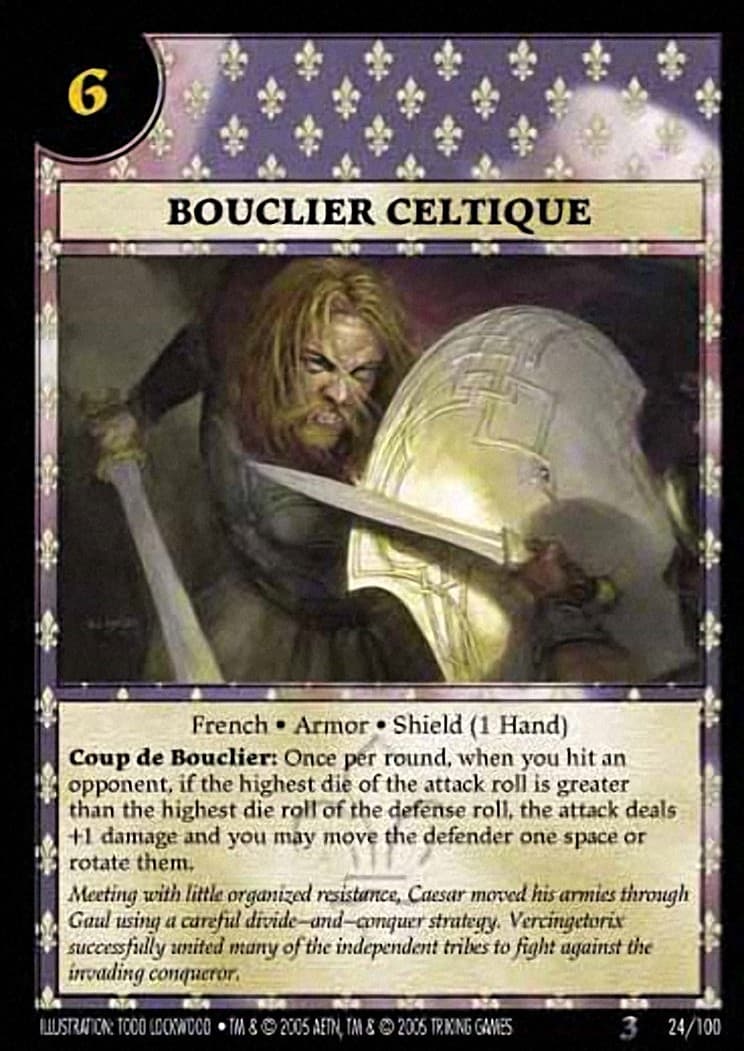 6
BOUCLIER CELTIQUE
French • Armor • Shield (1 Hand)
Coup de Bouclier: Once per round, when you hit an
opponent, if the highest die of the attack roll is greater
than the highest die roll of the defense roll, the attack deals
+1 damage and you may move the defender one space or
rotate them.
Meeting with little organized resistance, Caesar moved his armies through
Gaul using a careful divide-and-conquer strategy. Vercingetorix
successfully united many of the independent tribes to fight against the
invading conqueror.
ILLUSTRATION: TODD LOCKWOOD • TM & © 2005 AETN, TM & © 2005 TRIKING GAMES 3 24/100